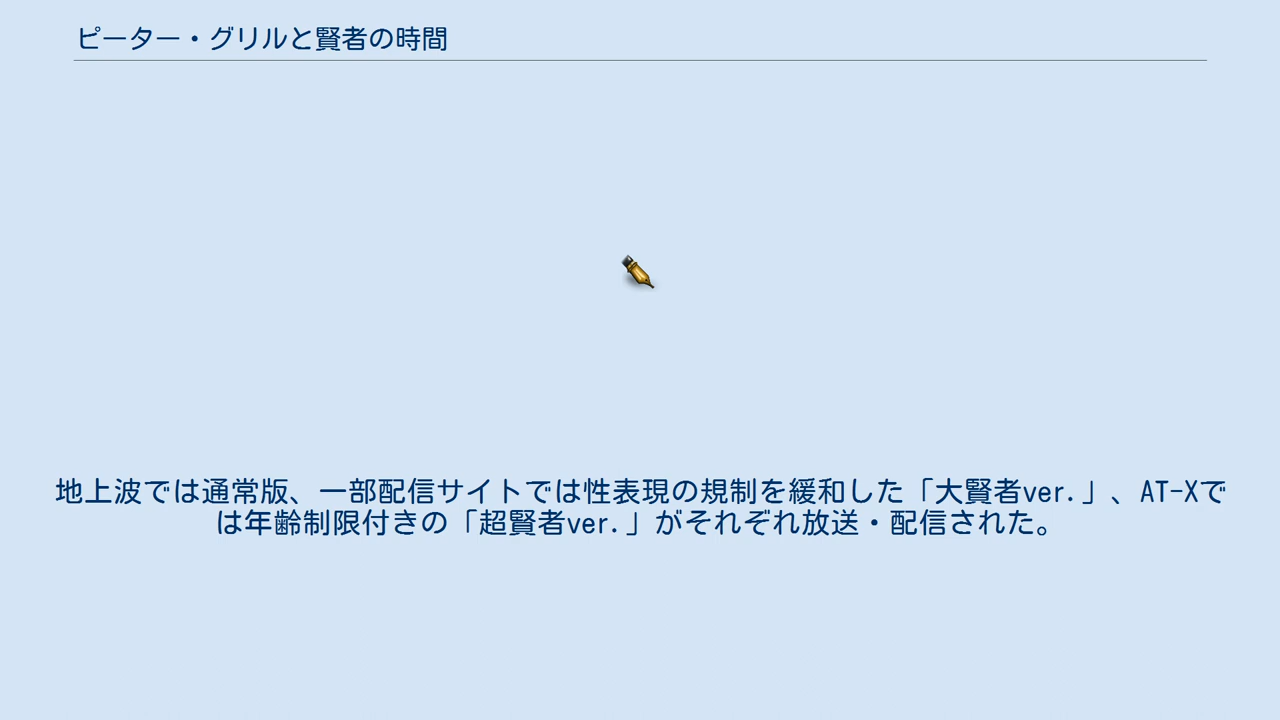 ピーター・グリルと賢者の時間
地上波では通常版、一部配信サイトでは性表現の規制を緩和した「大賢者ver.」、AT-Xで
は年齢制限付きの「超賢者ver.」がそれぞれ放送・配信された。